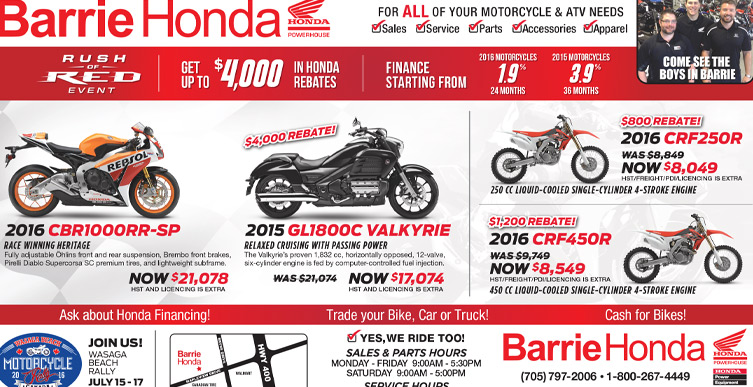 Barrie Honda
HONDA
POWERHOUSE
FOR ALL OF YOUR MOTORCYCLE & ATV NEEDS
Sales Service Parts Accessories Apparel
COME SEE THE
BOYS IN BARRIE
RUSH
OF
RED
EVENT
GET
UP TO
$4,000
IN HONDA
REBATES
FINANCE
STARTING FROM
2016 MOTORCYCLES
1.9%
24 MONTHS
2015 MOTORCYCLES
3.9%
36 MONTHS
REPSOL
2016 CBR1000RR-SP
RACE WINNING HERITAGE
Fully adjustable Ohlins front and rear suspension, Brembo front brakes,
Pirelli Diablo Supercorsa SC premium tires, and lightweight subframe.
NOW $21,078
HST AND LICENCING IS EXTRA
$4,000 REBATE!
2015 GL1800C VALKYRIE
RELAXED CRUISING WITH PASSING POWER
The Valkyrie's proven 1,832 cc, horizontally opposed, 12-valve,
six-cylinder engine is fed by computer-controlled fuel injection.
WAS $21,074 NOW $17,074
HST AND LICENCING IS EXTRA
$800 REBATE!
2016 CRF250R
WAS $8,849
NOW $8,049
HST/FREIGHT/PDI/LICENCING IS EXTRA
250 CC LIQUID-COOLED SINGLE-CYLINDER 4-STROKE ENGINE
$1,200 REBATE!
2016 CRF450R
WAS $9,749
NOW $8,549
HST/FREIGHT/PDI/LICENCING IS EXTRA
450 CC LIQUID-COOLED SINGLE-CYLINDER 4-STROKE ENGINE
Ask about Honda Financing!
Trade your Bike, Car or Truck!
Cash for Bikes!
WASAGA BEACH
MOTORCYCLE
20 16
JOIN US!
WASAGA
BEACH
RALLY
JULY 15 - 17
Barrie
Honda
HWY 400
YES, WE RIDE TOO!
SALES & PARTS HOURS
MONDAY - FRIDAY 9:00AM - 5:30PM
SATURDAY 9:00AM - 5:00PM
SERVICE HOURS
Barrie Honda
HONDA
POWERHOUSE
HONDA
Power
Equipment
(705) 797-2006 • 1-800-267-4449